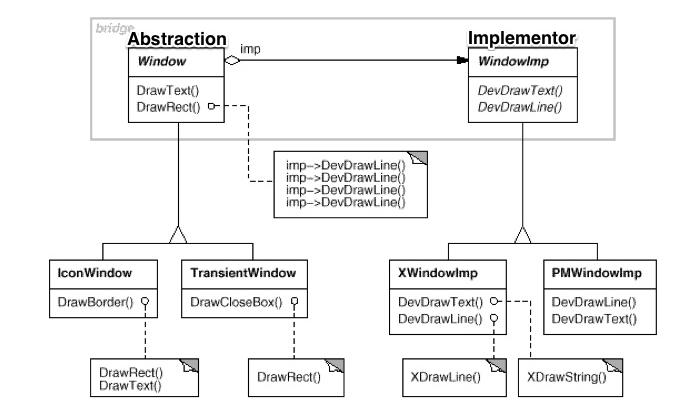 bridge
Abstraction
Implementor
imp
Window
WindowImp
DrawText()
DrawRect()
DevDrawText()
DevDrawLine()
imp->DevDrawLine()
imp->DevDrawLine()
imp->DevDrawLine()
imp->DevDrawLine()
IconWindow
TransientWindow
XWindowImp
PMWindowImp
DrawBorder()
DrawCloseBox()
DevDrawText()
DevDrawLine()
DevDrawLine()
DevDrawText()
DrawRect()
DrawText()
DrawRect()
XDrawLine()
XDrawString()